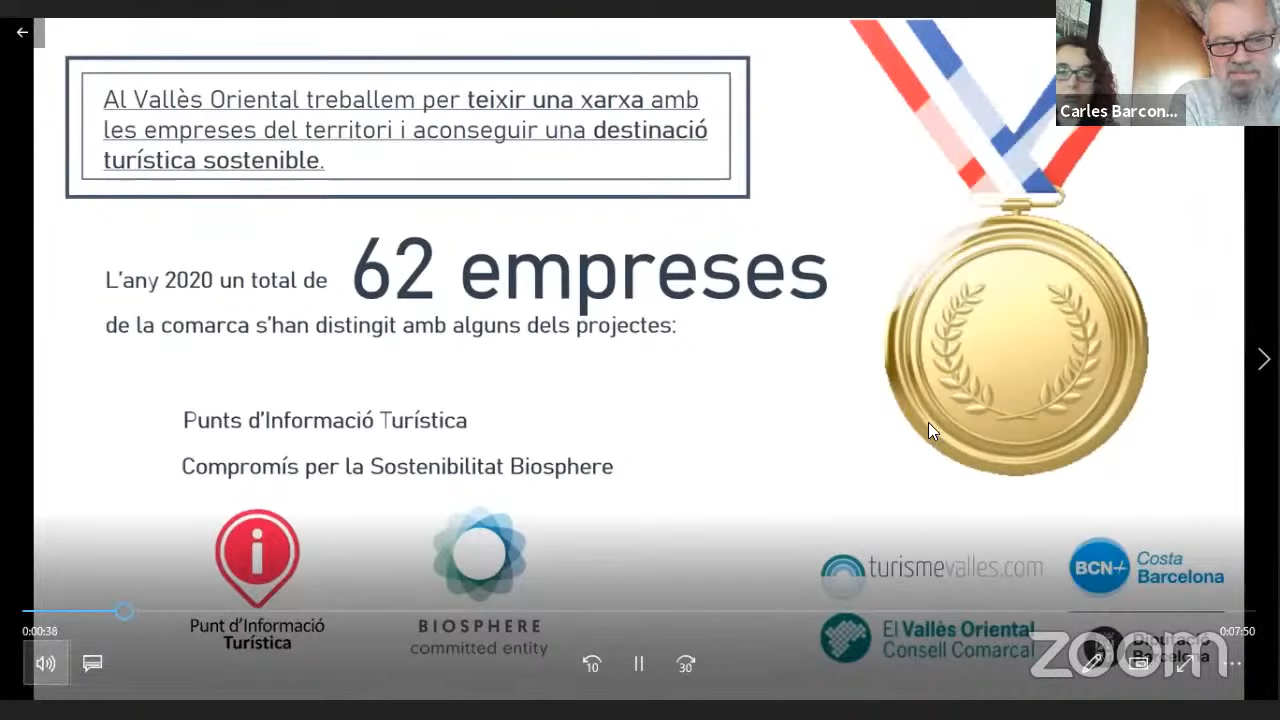 Carles Barcon...
Al Vallès Oriental treballem per teixir una xarxa amb
les empreses del territori i aconseguir una destinació
turística sostenible.
L'any 2020 un total de 62 empreses
de la comarca s'han distingit amb alguns dels projectes:
Punts d'Informació Turística
Compromís per la Sostenibilitat Biosphere
i
Punt d'Informació
Turística
BIOSPHERE
committed entity
turismevalles.com
BCN+ Costa
Barcelona
El Vallès Oriental
Consell Comarcal
Diputació
Barcelona
zoom
0:00:36
0:07:50
10
30